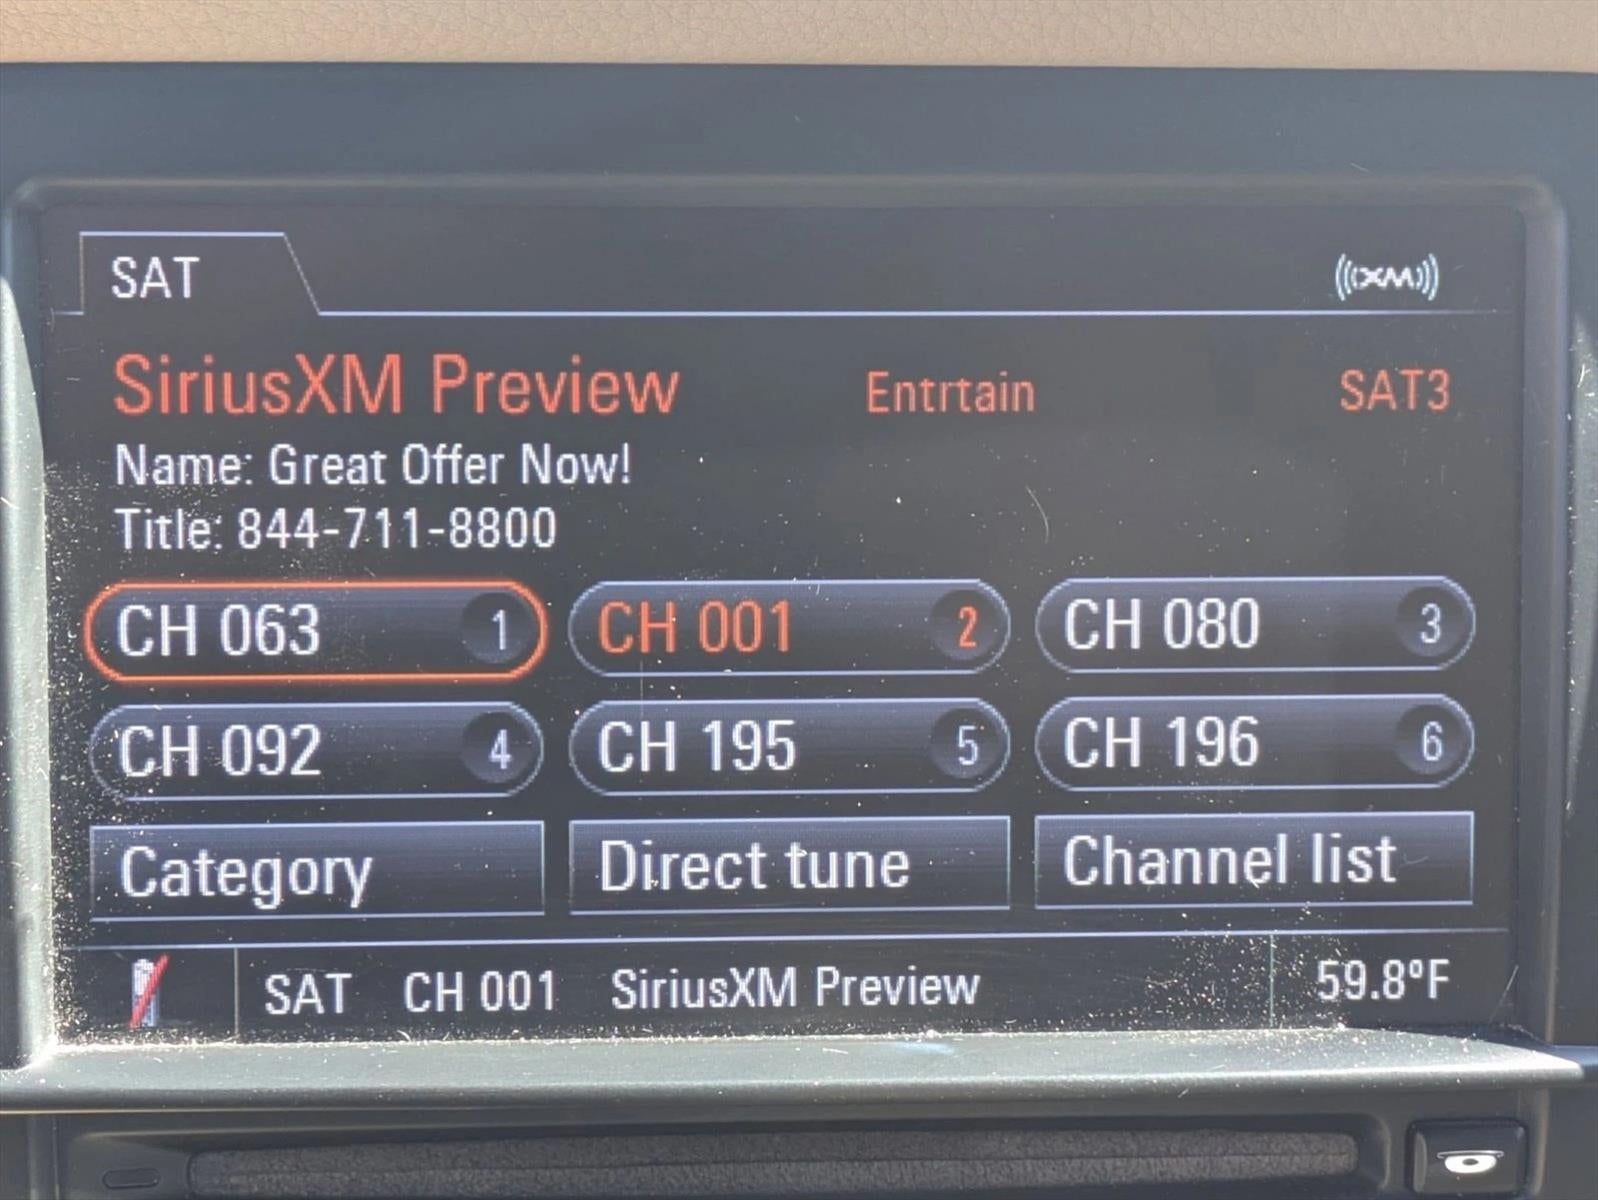 SAT
((XM))
SiriusXM Preview Entrtain SAT3
Name: Great Offer Now!
Title: 844-711-8800
CH 063 1 CH 001 2 CH 080 3
CH 092 4 CH 195 5 CH 196 6
Category Direct tune Channel list
SAT CH 001 SiriusXM Preview 59.8ºF